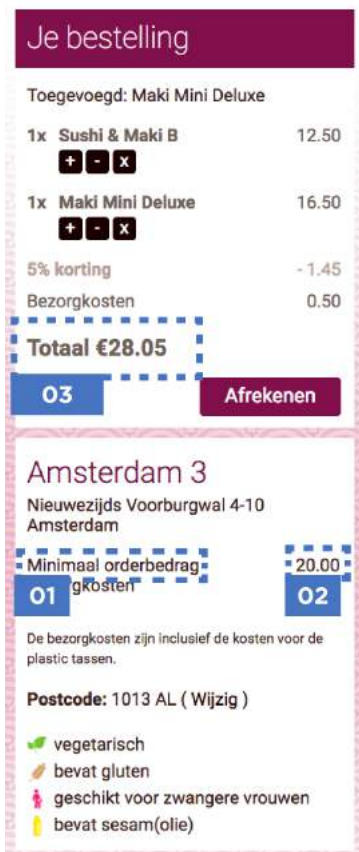 Je bestelling
Toegevoegd: Maki Mini Deluxe
1x Sushi & Maki B 12.50
+ - x
1x Maki Mini Deluxe 16.50
+ - x
5% korting - 1.45
Bezorgkosten 0.50
Totaal €28.05
03 Afrekenen
Amsterdam 3
Nieuwezijds Voorburgwal 4-10
Amsterdam
Minimaal orderbedrag 20.00
01 02
De bezorgkosten zijn inclusief de kosten voor de
plastic tassen.
Postcode: 1013 AL ( Wijzig )
vegetarisch
bevat gluten
geschikt voor zwangere vrouwen
bevat sesam(olie)